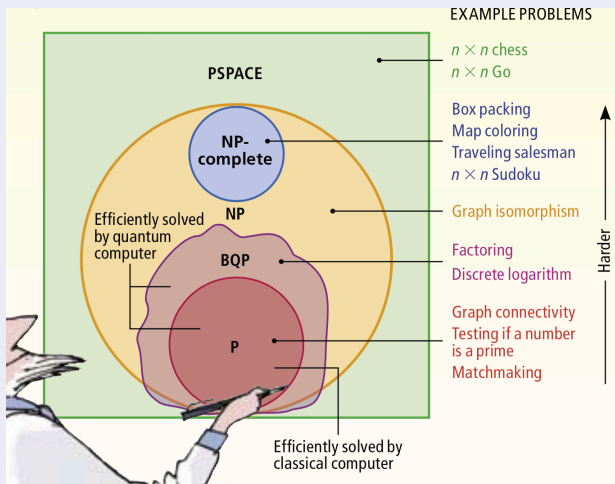 EXAMPLE PROBLEMS
PSPACE
n × n chess
n × n Go
NP-
complete
Box packing
Map coloring
Traveling salesman
n × n Sudoku
NP
Graph isomorphism
Efficiently solved
by quantum
computer
BQP
Factoring
Discrete logarithm
P
Graph connectivity
Testing if a number
is a prime
Matchmaking
Harder
Efficiently solved by
classical computer